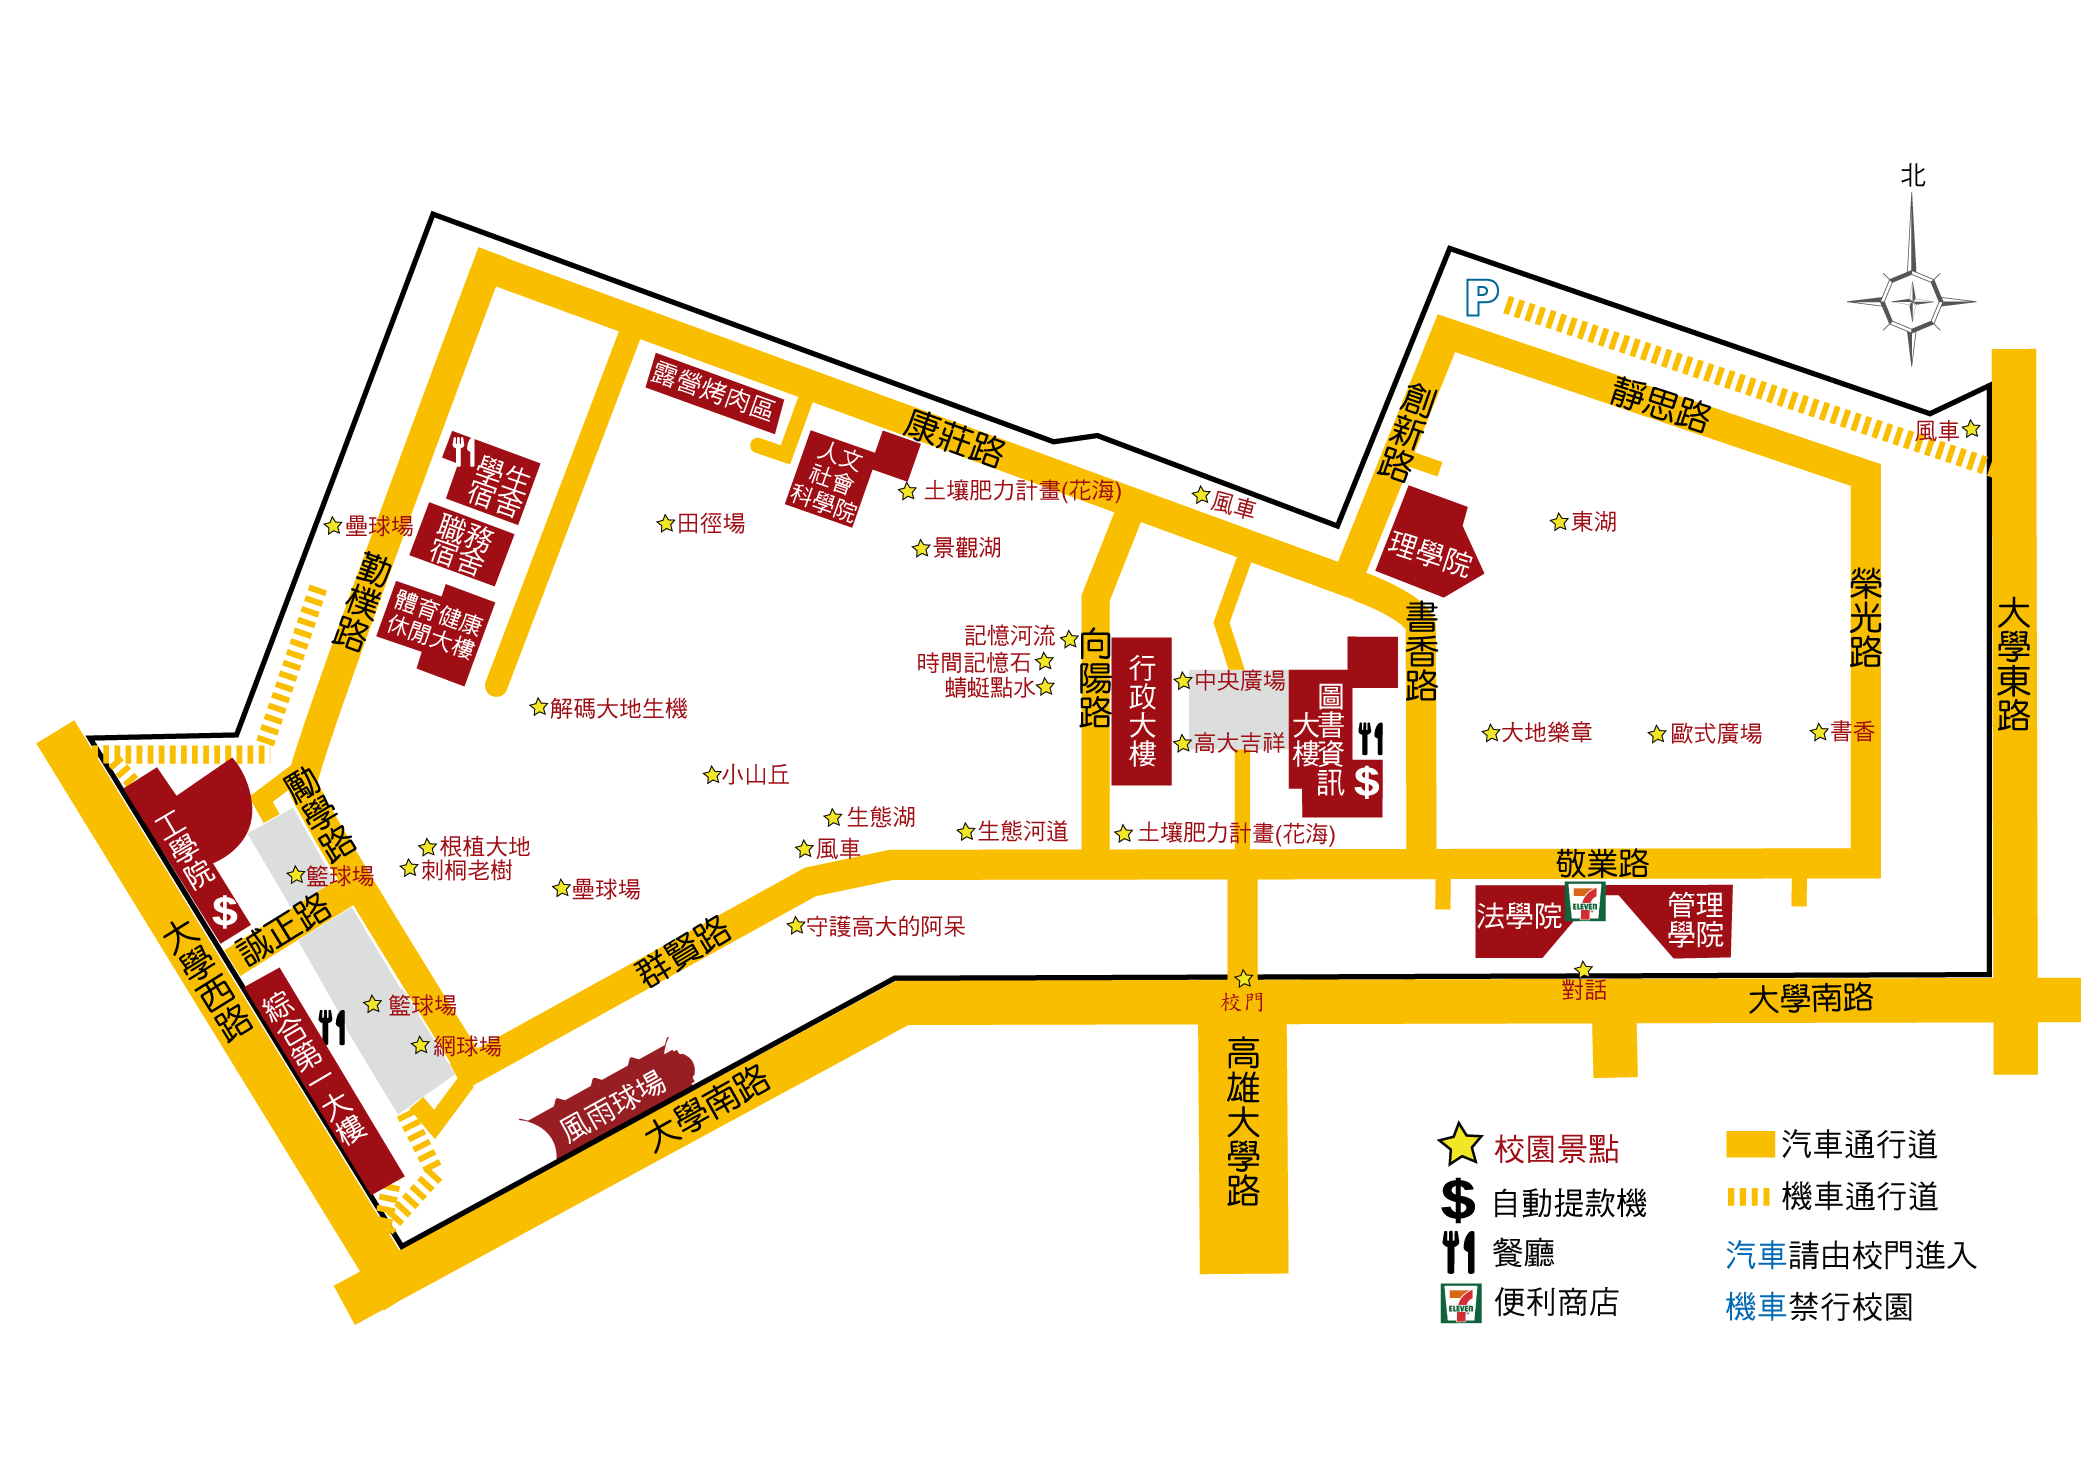 北
P
創新路
靜思路
風車
露營烤肉區
康莊路
人文
社會
科學院
學生
宿舍
職務
宿舍
體育健康
休閒大樓
壘球場
勤樸路
田徑場
土壤肥力計畫(花海)
景觀湖
風車
理學院
東湖
書香路
榮光路
大學東路
記憶河流
時間記憶石
蜻蜓點水
向陽路
行政大樓
中央廣場
高大吉祥
圖書資訊
大樓
$
解碼大地生機
大地樂章
歐式廣場
書香
小山丘
生態湖
風車
生態河道
土壤肥力計畫(花海)
勵學路
工學院
$
根植大地
刺桐老樹
籃球場
壘球場
誠正路
大學西路
守護高大的阿呆
群賢路
敬業路
法學院
7
ELEVEN
管理
學院
對話
校門
大學南路
綜合第一大樓
籃球場
網球場
風雨球場
大學南路
高雄大學路
校園景點
$ 自動提款機
餐廳
7
ELEVEN
便利商店
汽車通行道
機車通行道
汽車請由校門進入
機車禁行校園